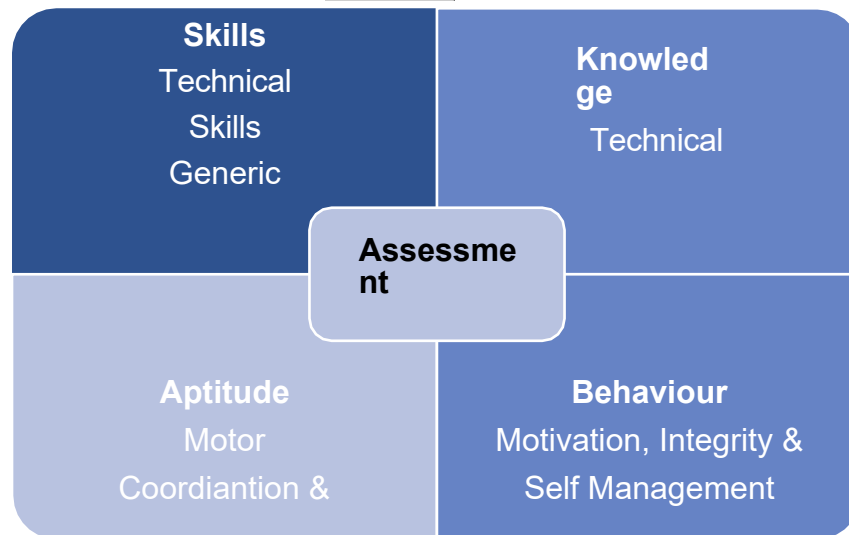 Skills
Technical
Skills
Generic
Knowled
ge
Technical
Assessme
nt
Aptitude
Motor
Coordiantion &
Behaviour
Motivation, Integrity &
Self Management